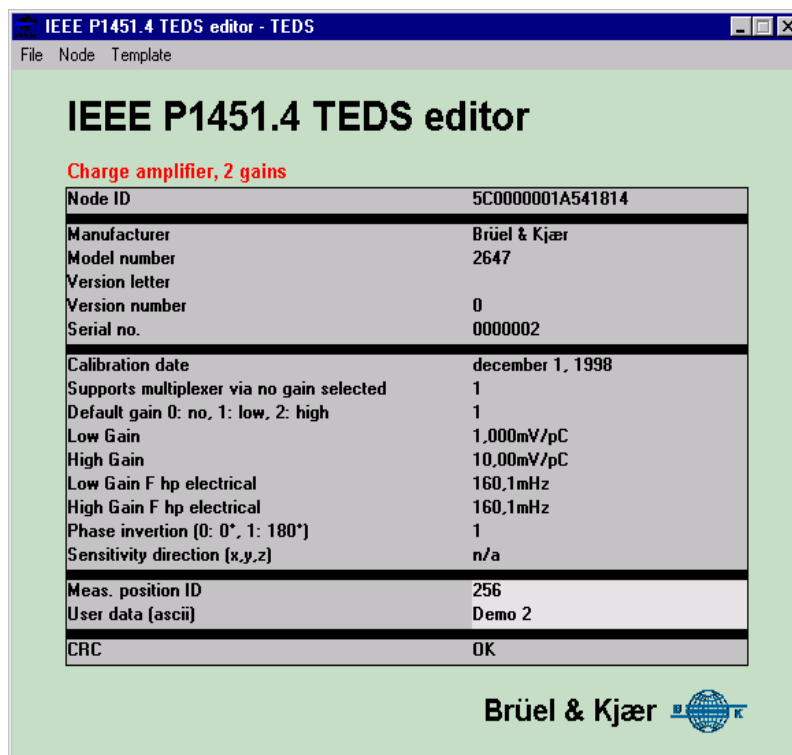 IEEE P1451.4 TEDS editor - TEDS
File Node Template
IEEE P1451.4 TEDS editor
Charge amplifier, 2 gains
Node ID 5C0000001A541814
Manufacturer Brüel & Kjær
Model number 2647
Version letter
Version number 0
Serial no. 0000002
Calibration date december 1, 1998
Supports multiplexer via no gain selected 1
Default gain 0: no, 1: low, 2: high 1
Low Gain 1,000mV/pC
High Gain 10,00mV/pC
Low Gain F hp electrical 160,1mHz
High Gain F hp electrical 160,1mHz
Phase invertion (0: 0°, 1: 180°) 1
Sensitivity direction (x,y,z) n/a
Meas. position ID 256
User data (ascii) Demo 2
CRC OK
Brüel & Kjær B K